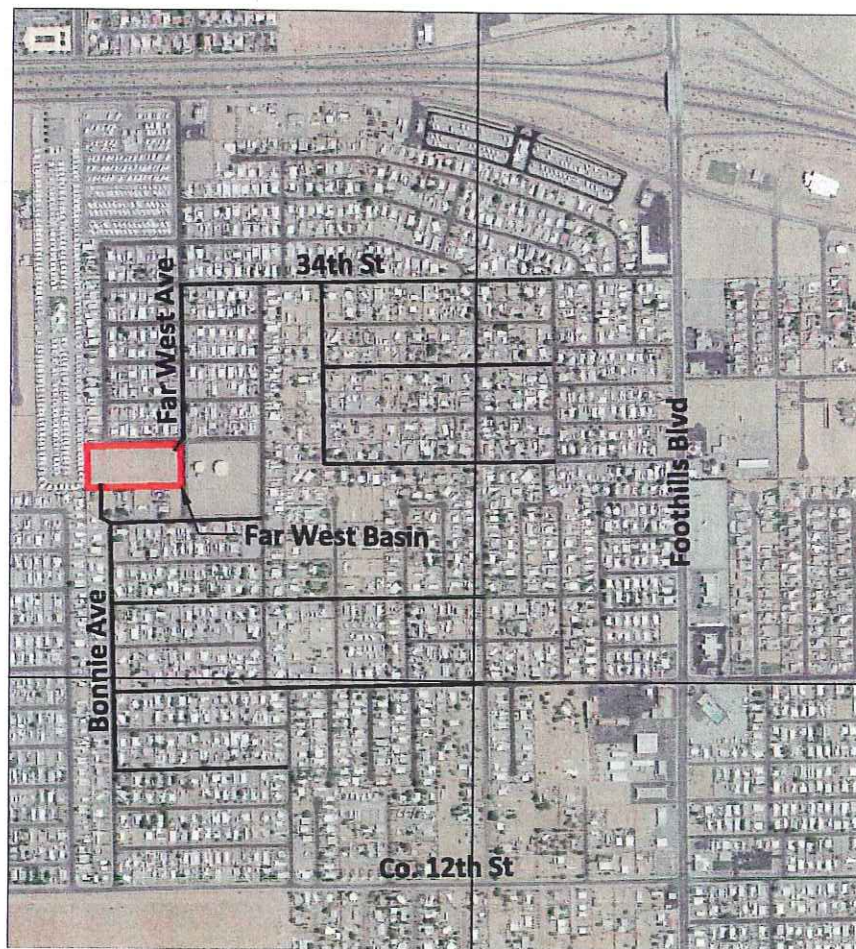 34th St
Far West Ave
Foothills Blvd
Far West Basin
Bonnie Ave
Co. 12th St